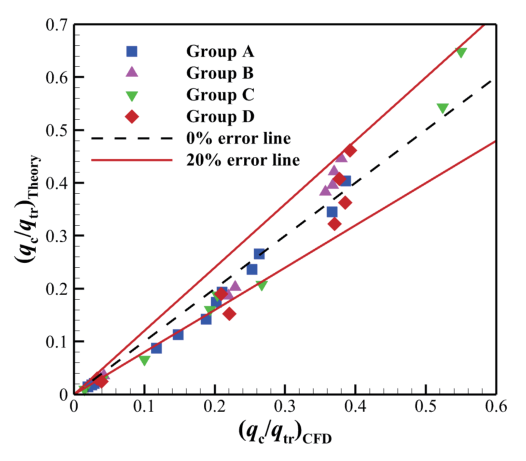 0.7
0.6
0.5
0.4
0.3
0.2
0.1
0
Group A
Group B
Group C
Group D
0% error line
20% error line
(qc/qtr)Theory
0 0.1 0.2 0.3 0.4 0.5 0.6
(qc/qtr)CFD